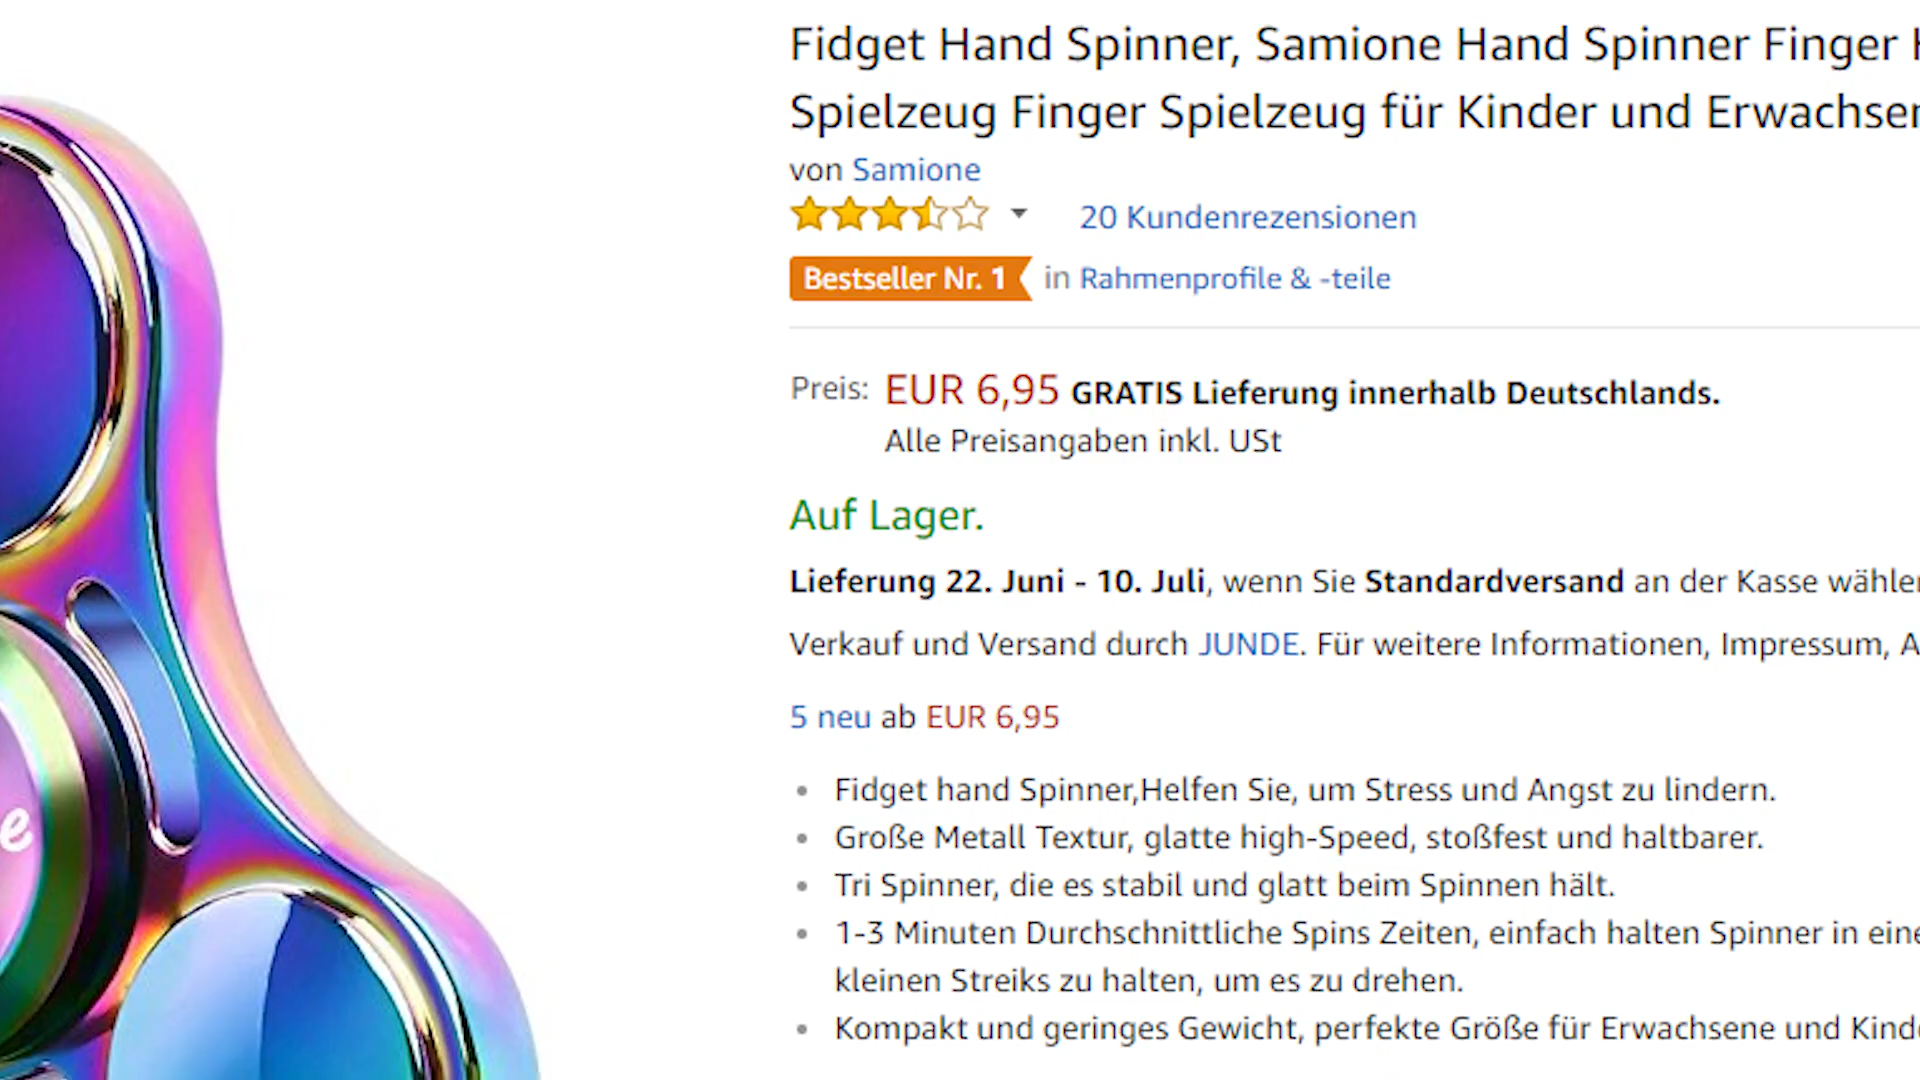 Fidget Hand Spinner, Samione Hand Spinner Finger
Spielzeug Finger Spielzeug für Kinder und
von Samione
20 Kundenrezensionen
Bestseller Nr. 1 in Rahmenprofile & -teile
Preis: EUR 6,95 GRATIS Lieferung innerhalb Deutschlands.
Alle Preisangaben inkl. USt
Auf Lager.
Lieferung 22. Juni - 10. Juli, wenn Sie Standardversand an der Kasse
Verkauf und Versand durch JUNDE. Für weitere Informationen, Impressum,
5 neu ab EUR 6,95
Fidget hand Spinner,Helfen Sie, um Stress und Angst zu lindern.
Große Metall Textur, glatte high-Speed, stoßfest und haltbarer.
Tri Spinner, die es stabil und glatt beim Spinnen hält.
1-3 Minuten Durchschnittliche Spins Zeiten, einfach halten Spinner in
kleinen Streiks zu halten, um es zu drehen.
Kompakt und geringes Gewicht, perfekte Größe für Erwachsene und